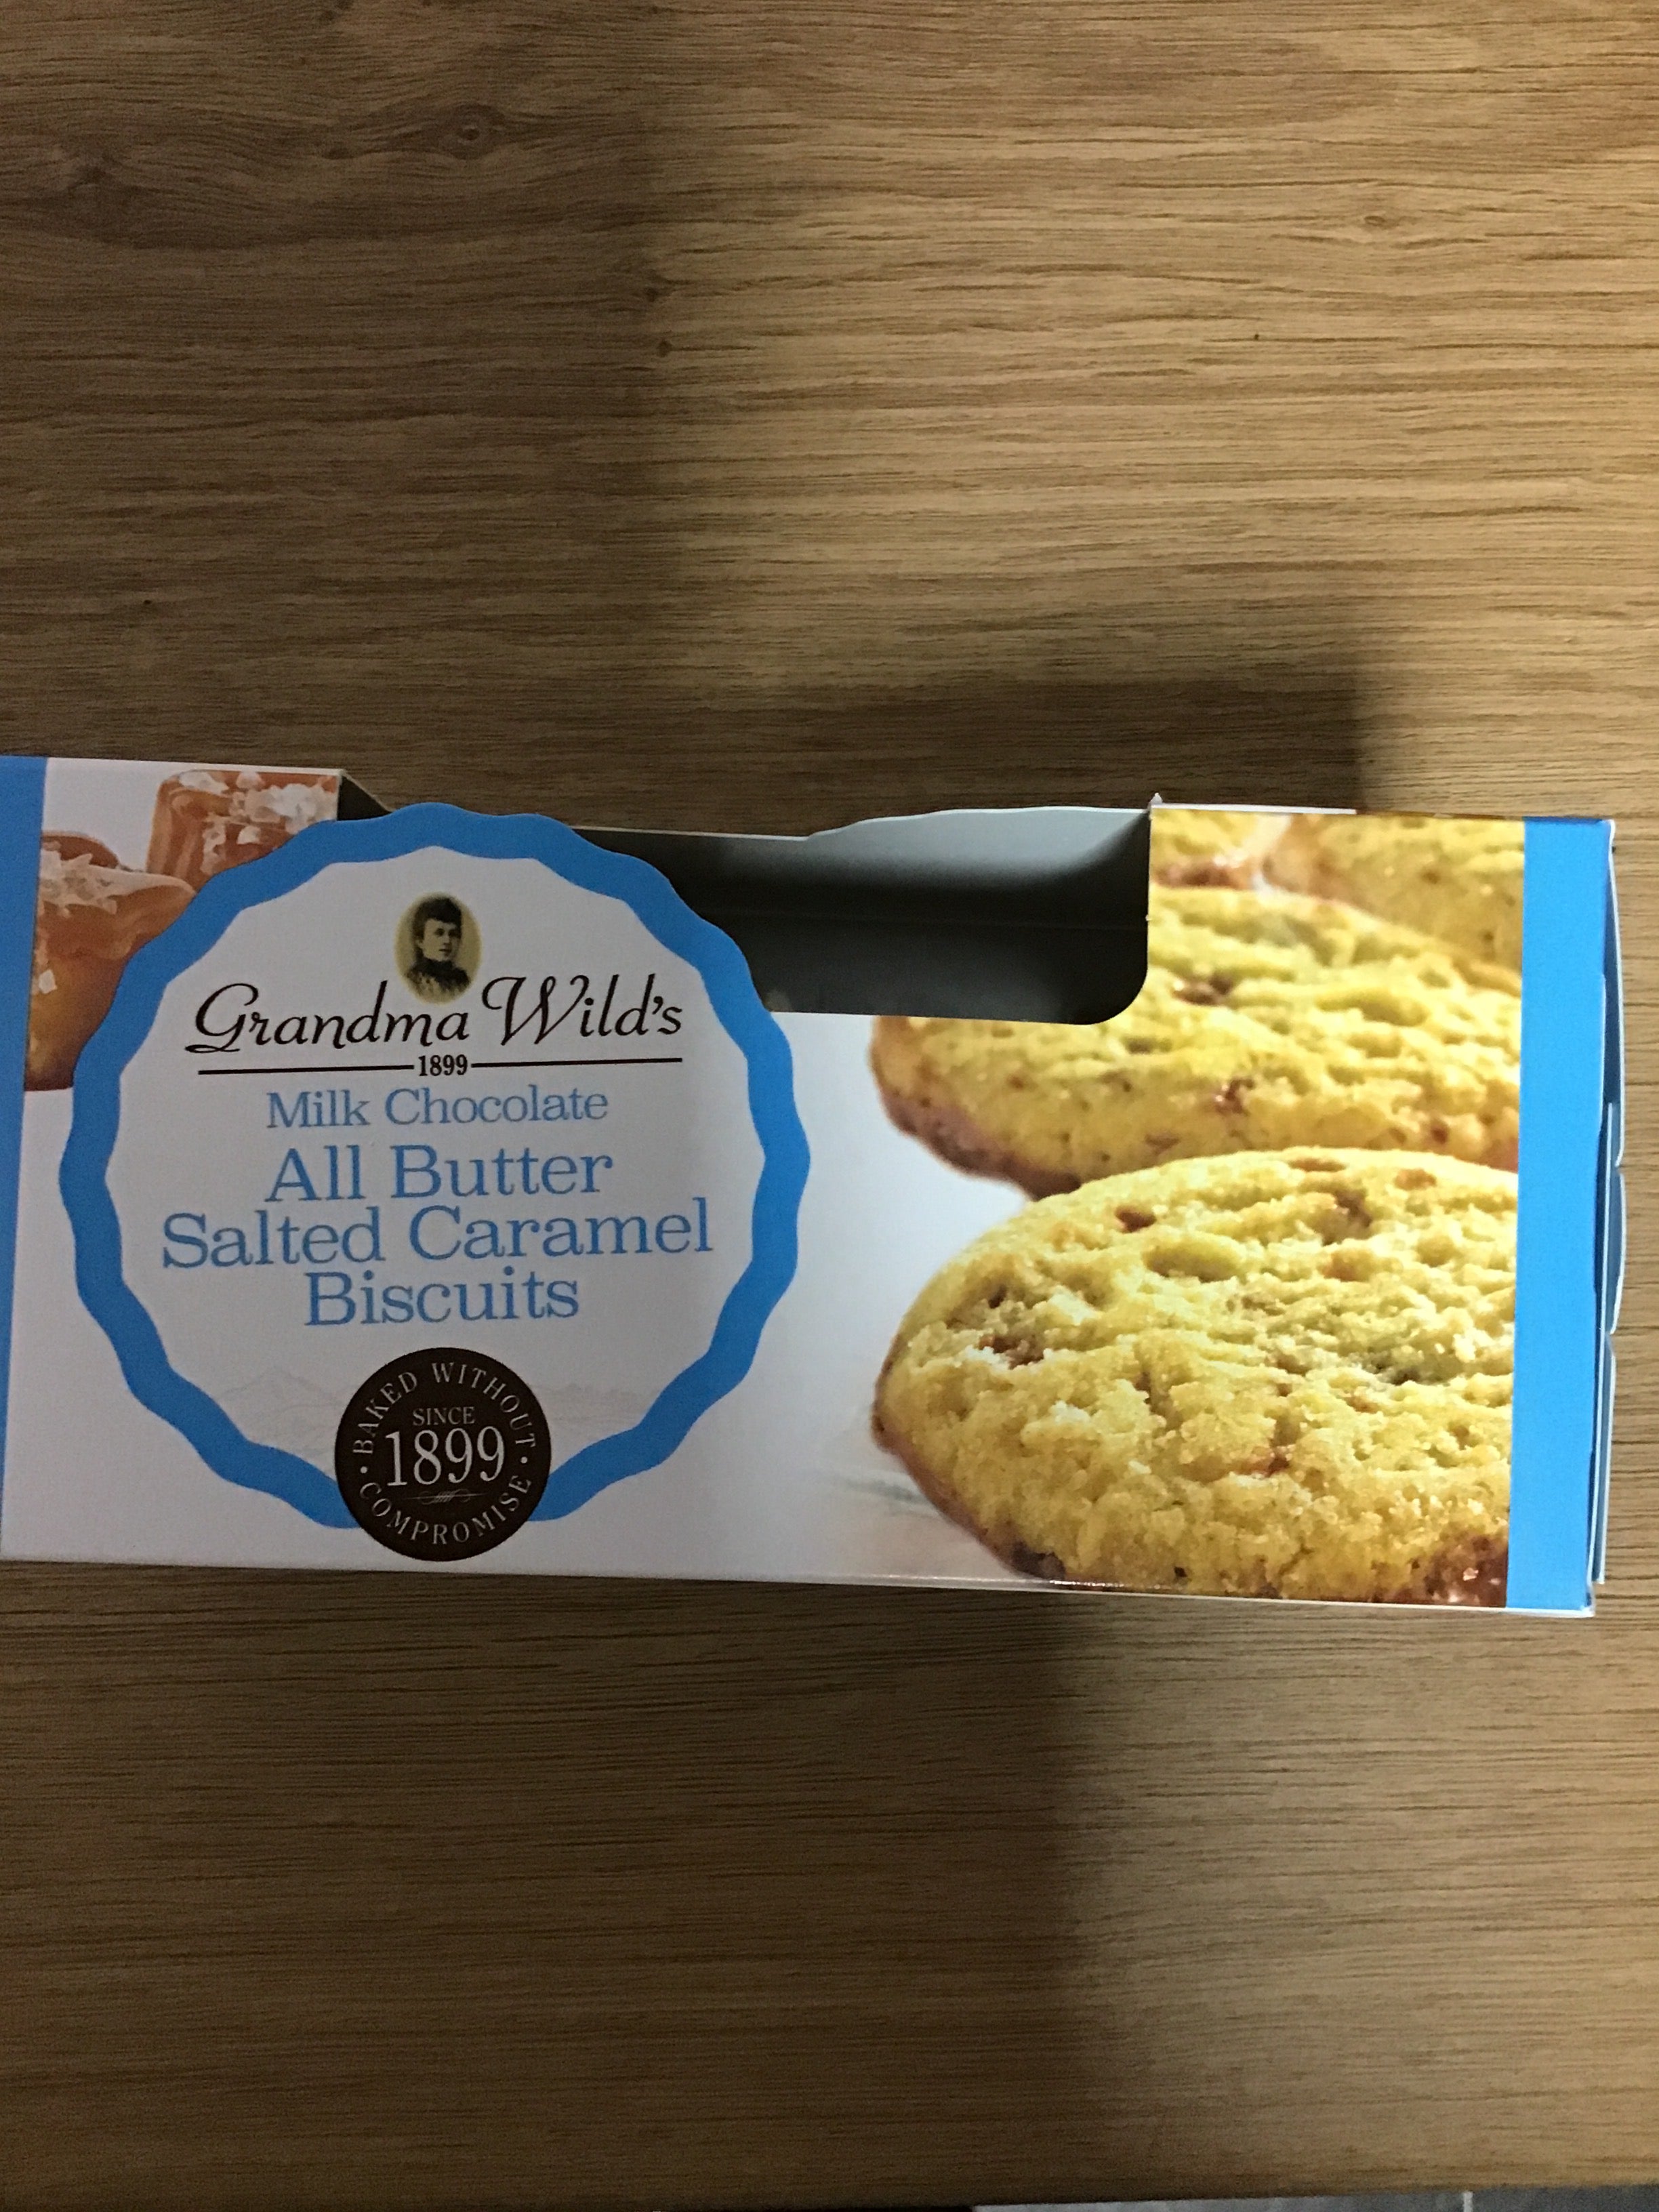 Grandma Wild's
1899
Milk Chocolate
All Butter
Salted Caramel
Biscuits
BAKED WITHOUT
SINCE
1899
COMPROMISE